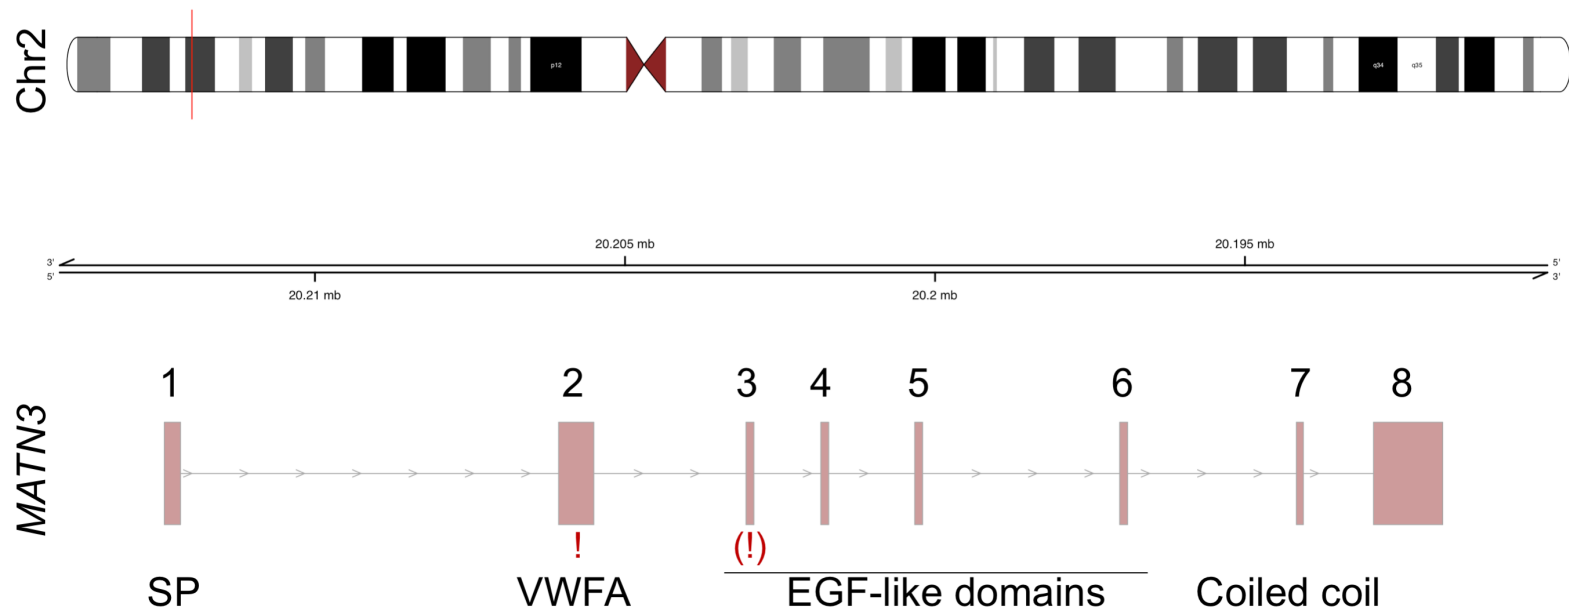 Chr2
p12
q34
q35
20.205 mb
20.195 mb
3'
5'
5'
3'
20.21 mb
20.2 mb
MATN3
1
2
3
4
5
6
7
8
!
(!)
SP
VWFA
EGF-like domains
Coiled coil